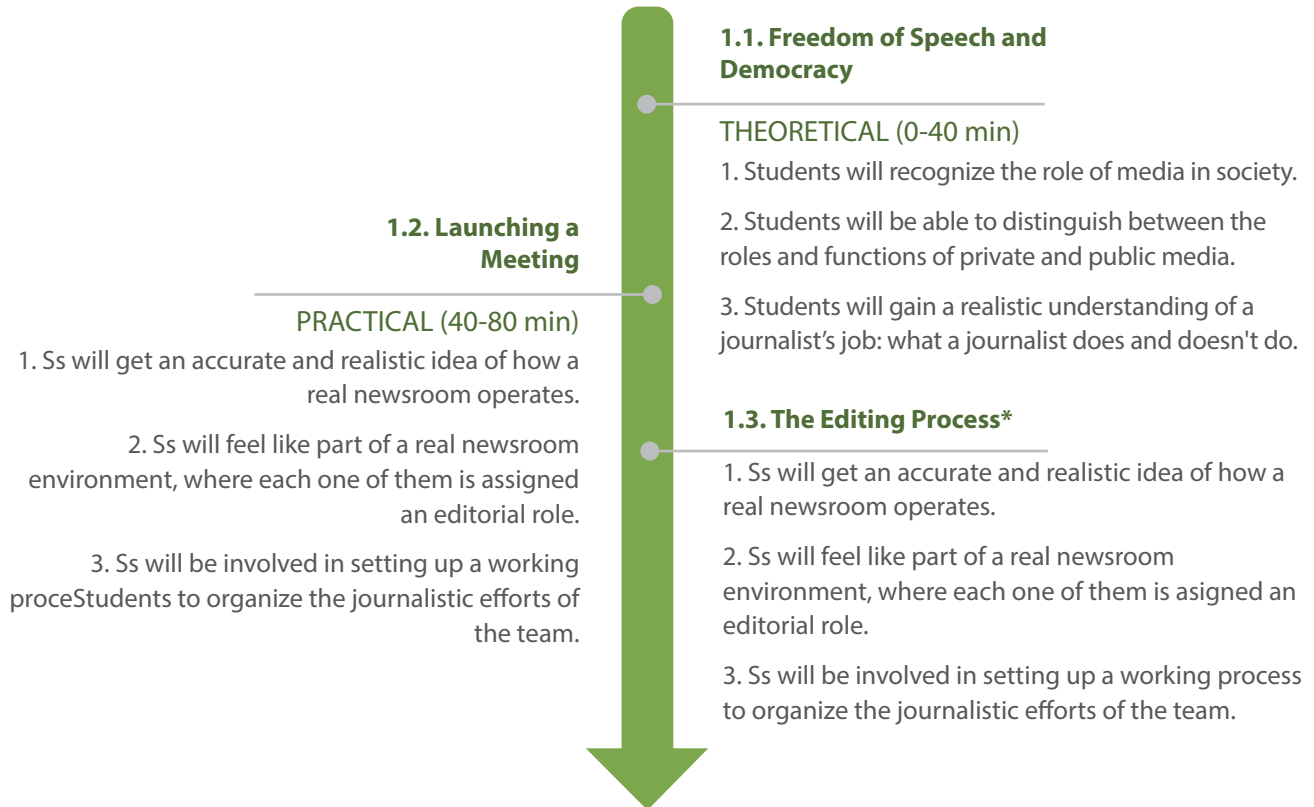 1.1. Freedom of Speech and
Democracy
THEORETICAL (0-40 min)
1. Students will recognize the role of media in society.
2. Students will be able to distinguish between the
roles and functions of private and public media.
3. Students will gain a realistic understanding of a
journalist’s job: what a journalist does and doesn't do.
1.2. Launching a
Meeting
PRACTICAL (40-80 min)
1. Ss will get an accurate and realistic idea of how a
real newsroom operates.
2. Ss will feel like part of a real newsroom
environment, where each one of them is assigned
an editorial role.
3. Ss will be involved in setting up a working
proceStudents to organize the journalistic efforts of
the team.
1.3. The Editing Process*
1. Ss will get an accurate and realistic idea of how a
real newsroom operates.
2. Ss will feel like part of a real newsroom
environment, where each one of them is asigned an
editorial role.
3. Ss will be involved in setting up a working process
to organize the journalistic efforts of the team.